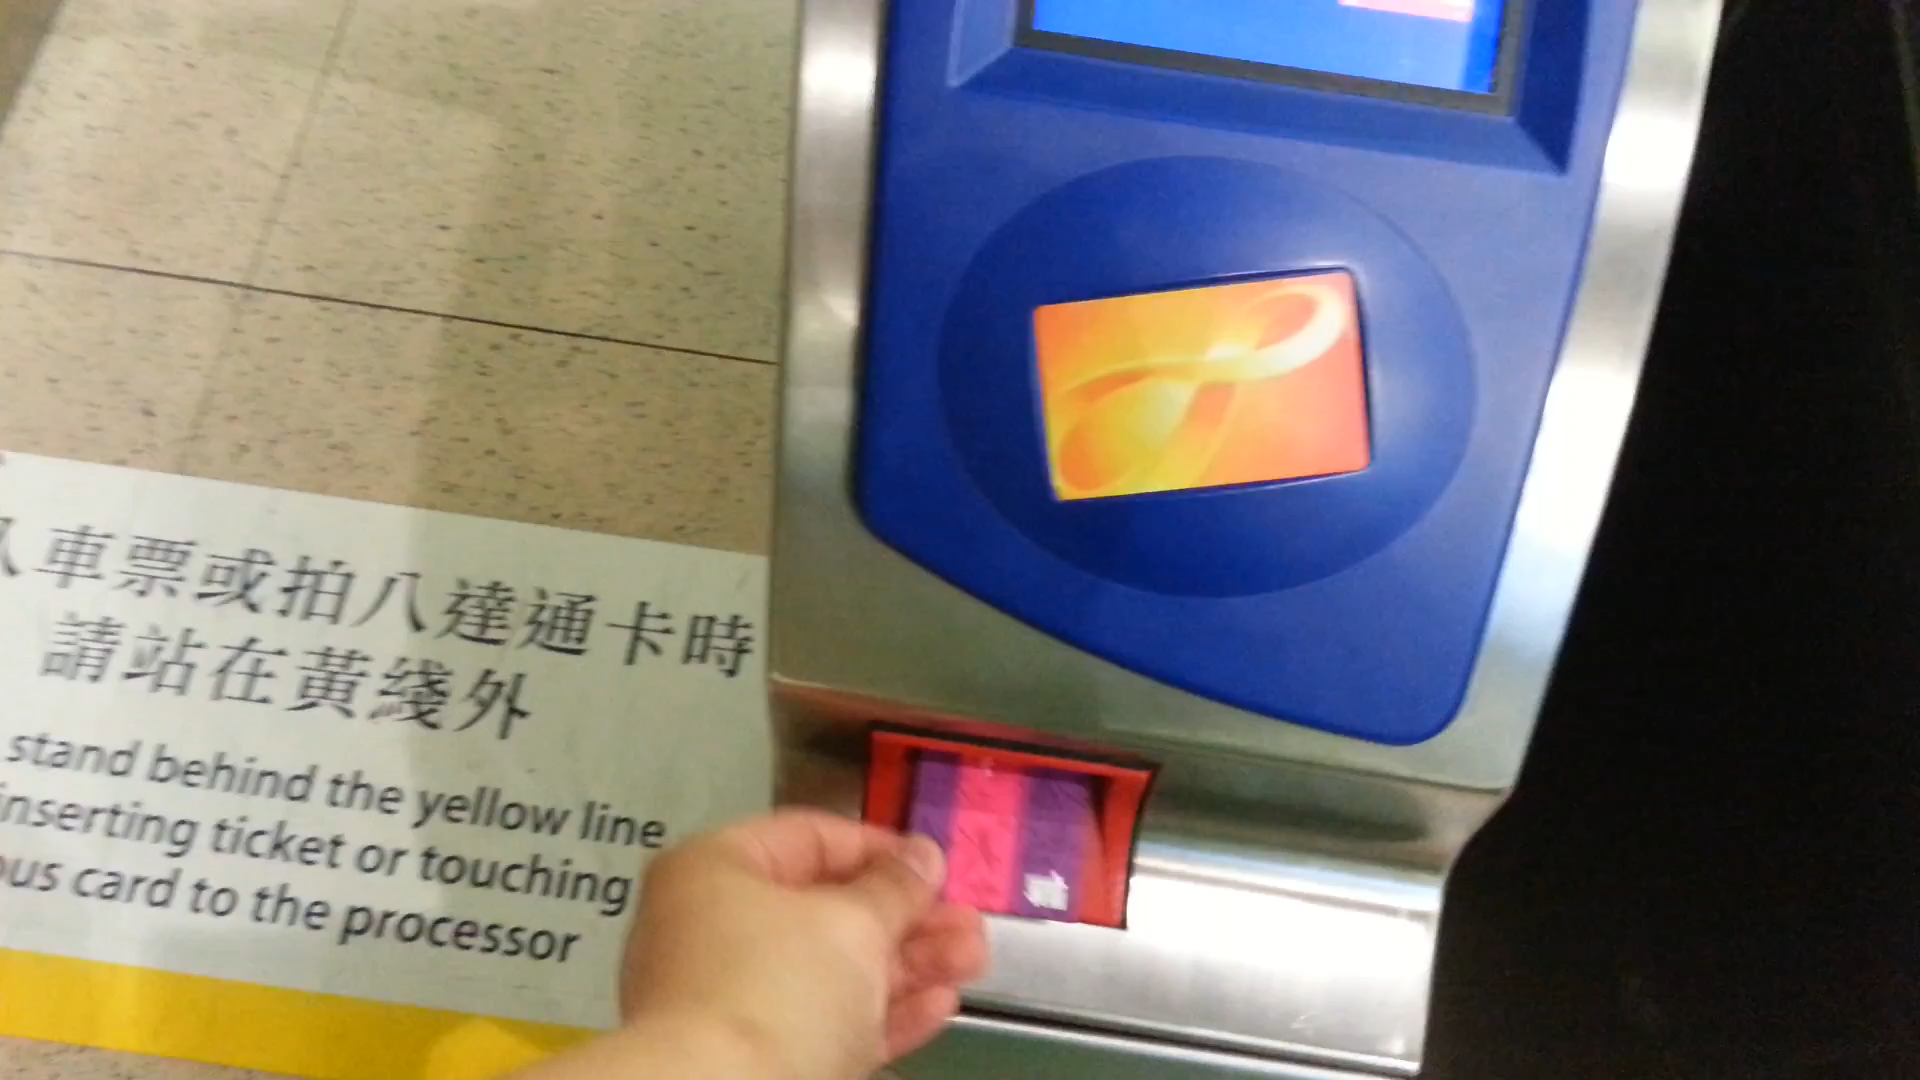 車票或拍八達通卡時
請站在黃綫外
stand behind the yellow line
inserting ticket or touching
card to the processor